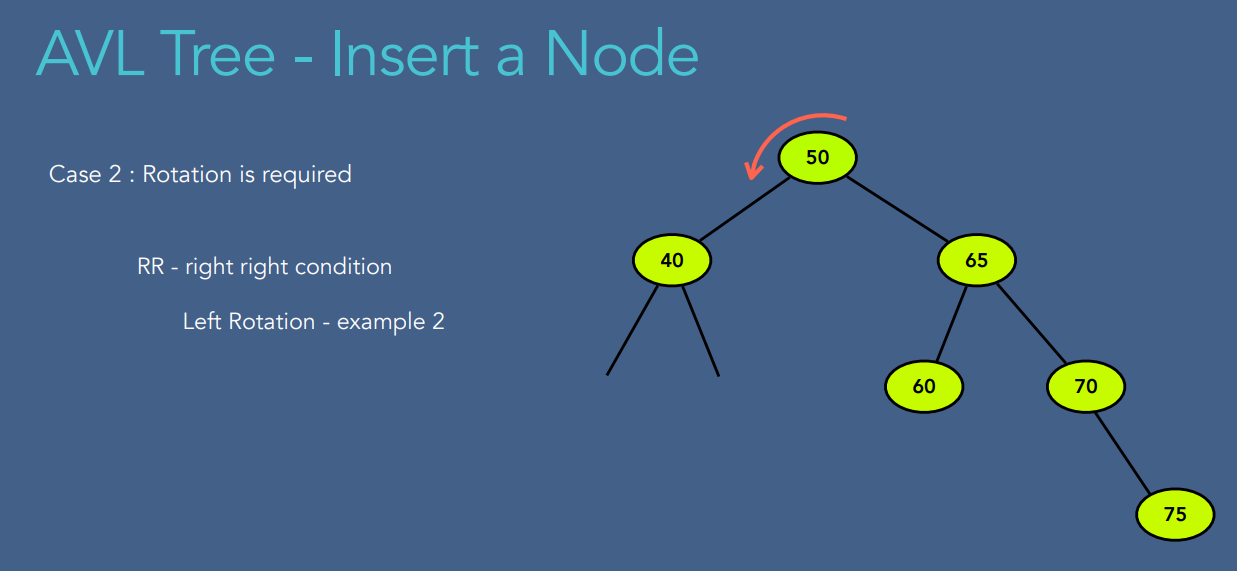 AVL Tree - Insert a Node
50
Case 2 : Rotation is required
40
65
RR - right right condition
Left Rotation - example 2
60
70
75